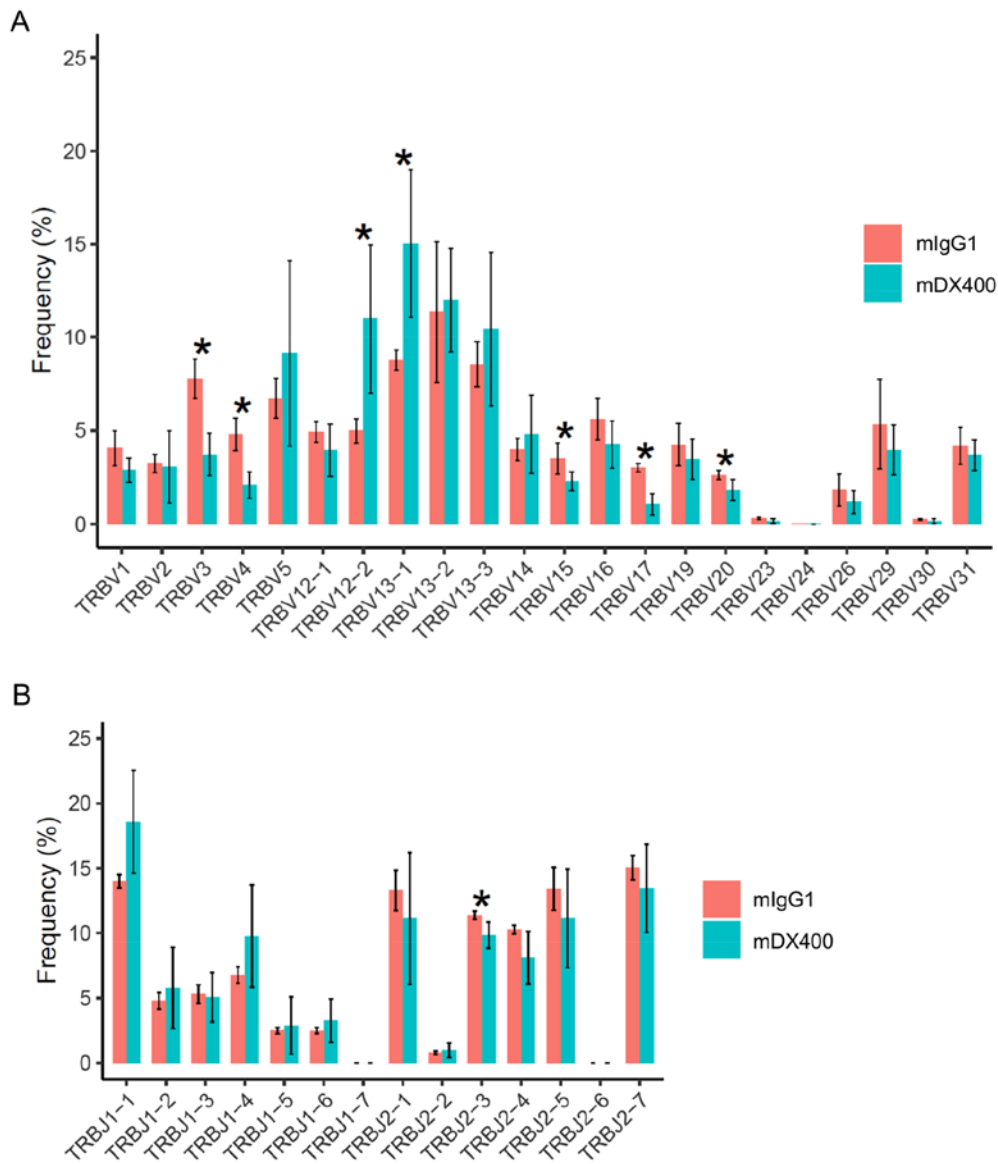 A
25
20
15
10
5
0
Frequency (%)
*
*
*
*
*
*
*
mIgG1
mDX400
TRBV1
TRBV2
TRBV3
TRBV4
TRBV5
TRBV12-1
TRBV12-2
TRBV13-1
TRBV13-2
TRBV13-3
TRBV14
TRBV15
TRBV16
TRBV17
TRBV19
TRBV20
TRBV23
TRBV24
TRBV26
TRBV29
TRBV30
TRBV31
B
25
20
15
10
5
0
Frequency (%)
*
mIgG1
mDX400
TRBJ1-1
TRBJ1-2
TRBJ1-3
TRBJ1-4
TRBJ1-5
TRBJ1-6
TRBJ1-7
TRBJ2-1
TRBJ2-2
TRBJ2-3
TRBJ2-4
TRBJ2-5
TRBJ2-6
TRBJ2-7